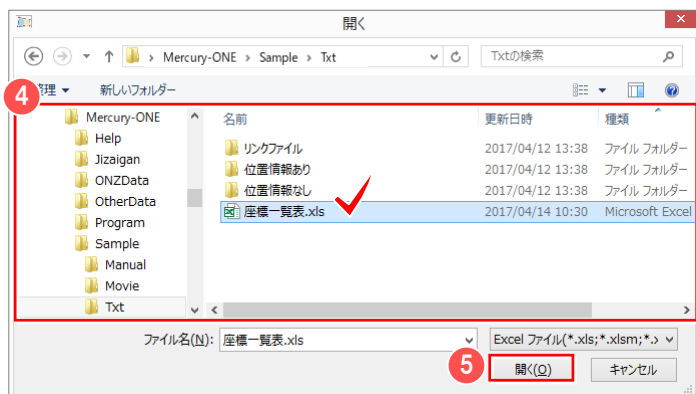 開く
Mercury-ONE › Sample › Txt
Txtの検索
4
理
新しいフォルダー
Mercury-ONE
Help
Jizaigan
ONZData
OtherData
Program
Sample
Manual
Movie
Txt
名前 更新日時 種類
リンクファイル 2017/04/12 13:38 ファイル フォルダー
位置情報あり 2017/04/12 13:38 ファイル フォルダー
位置情報なし 2017/04/12 13:38 ファイル フォルダー
座標一覧表.xls 2017/04/14 10:30 Microsoft Excel
ファイル名(N): 座標一覧表.xls
Excel ファイル(*.xls;*.xlsm;*.x
5
開く(O)
キャンセル